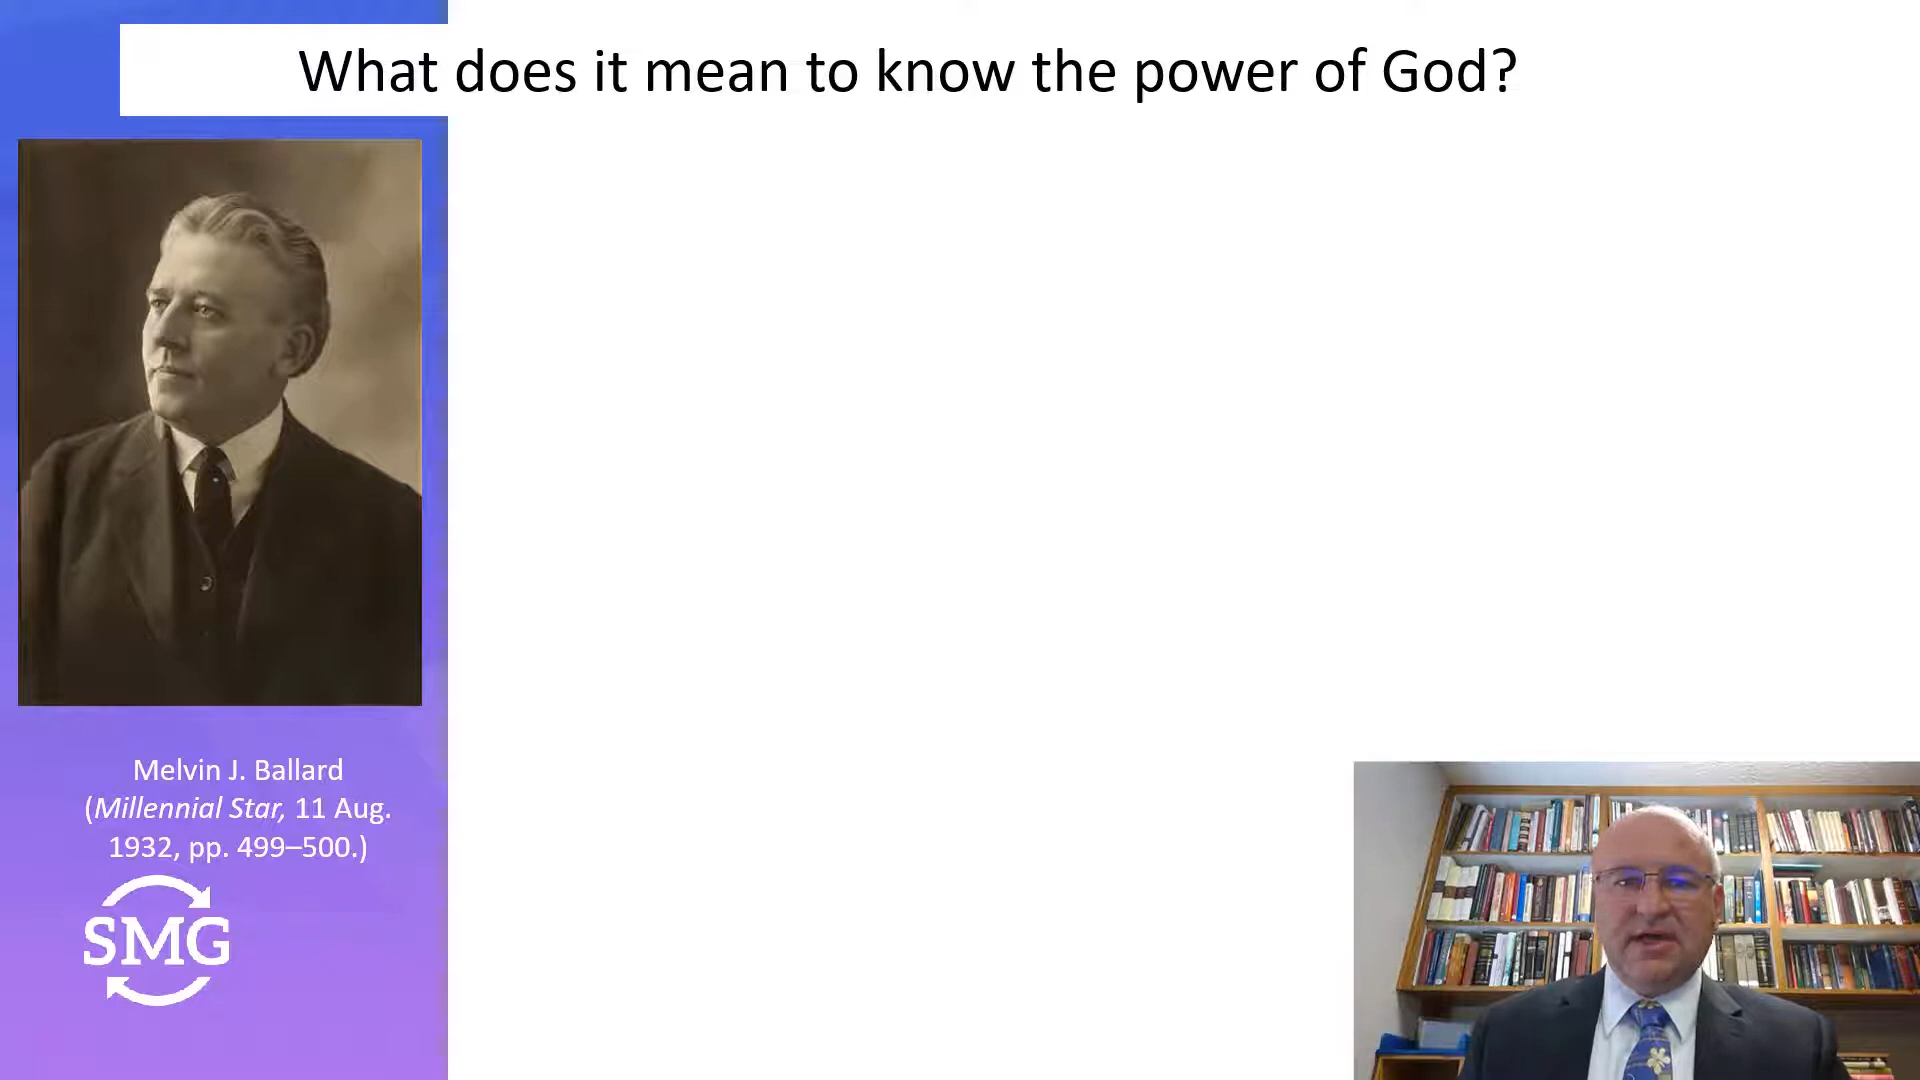 What does it mean to know the power of God?
Melvin J. Ballard
(Millennial Star, 11 Aug.
1932, pp. 499–500.)
SMG